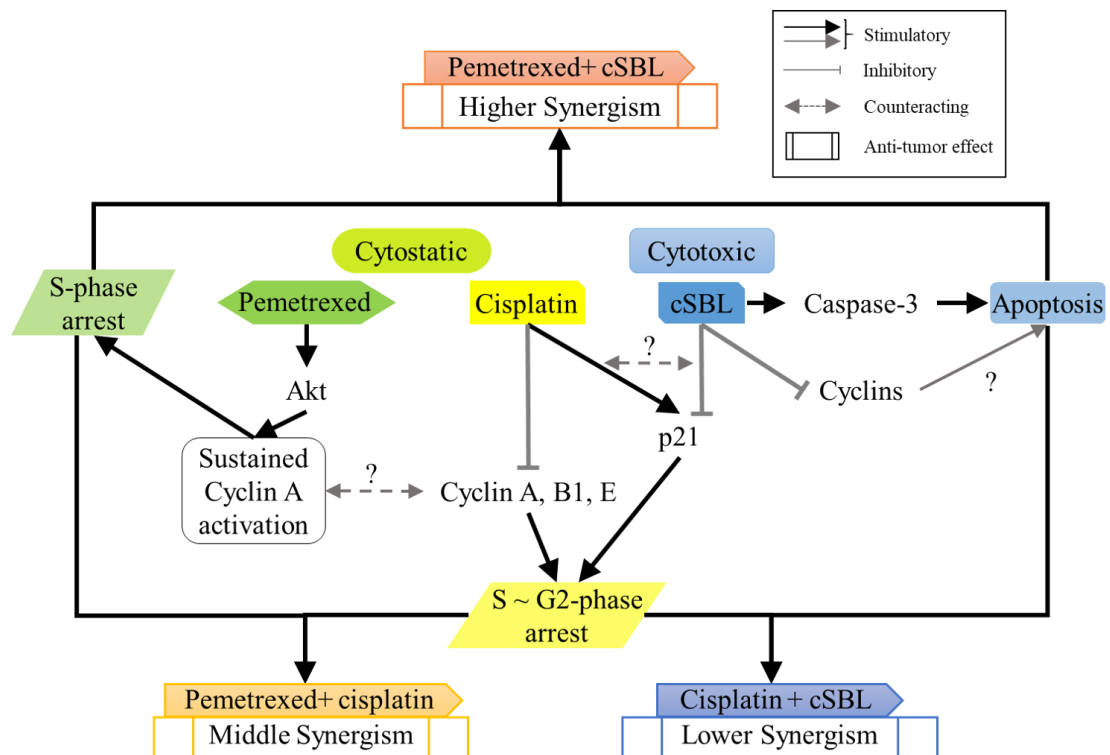 Pemetrexed+ cSBL
Higher Synergism
Stimulatory
Inhibitory
Counteracting
Anti-tumor effect
Cytostatic
Cytotoxic
S-phase
arrest
Pemetrexed
Cisplatin
cSBL
Caspase-3
Apoptosis
?
?
Akt
Cyclins
p21
Sustained
Cyclin A
activation
?
Cyclin A, B1, E
S ~ G2-phase
arrest
Pemetrexed+ cisplatin
Middle Synergism
Cisplatin + cSBL
Lower Synergism